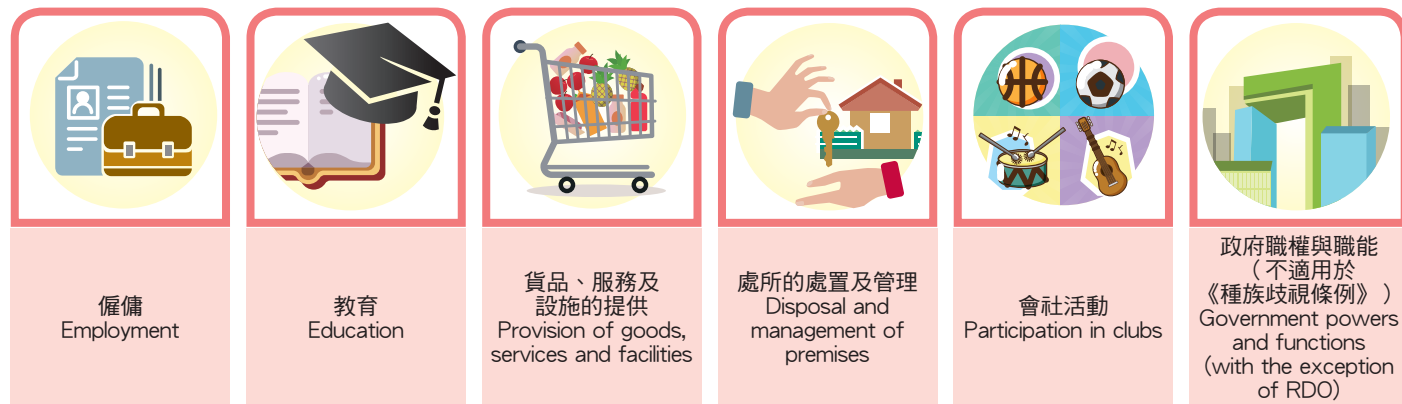 僱傭
Employment
教育
Education
貨品、服務及
設施的提供
Provision of goods,
services and facilities
處所的處置及管理
Disposal and
management of
premises
會社活動
Participation in clubs
政府職權與職能
（不適用於
《種族歧視條例》）
Government powers
and functions
(with the exception
of RDO)